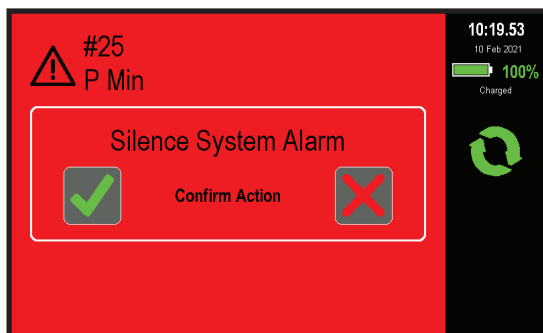 #25
P Min
Silence System Alarm
Confirm Action
10:19.53
10 Feb 2021
100%
Charged